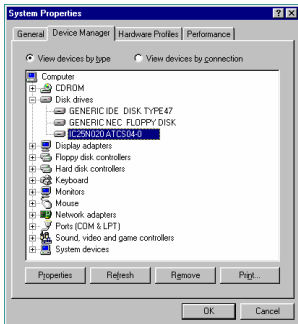 System Properties
General Device Manager Hardware Profiles Performance
View devices by type View devices by connection
Computer
CDROM
Disk drives
GENERIC IDE DISK TYPE47
GENERIC NEC FLOPPY DISK
IC25N020 ATCS04-0
Display adapters
Floppy disk controllers
Hard disk controllers
Keyboard
Monitors
Mouse
Network adapters
Ports (COM & LPT)
Sound, video and game controllers
System devices
Properties Refresh Remove Print...
OK Cancel